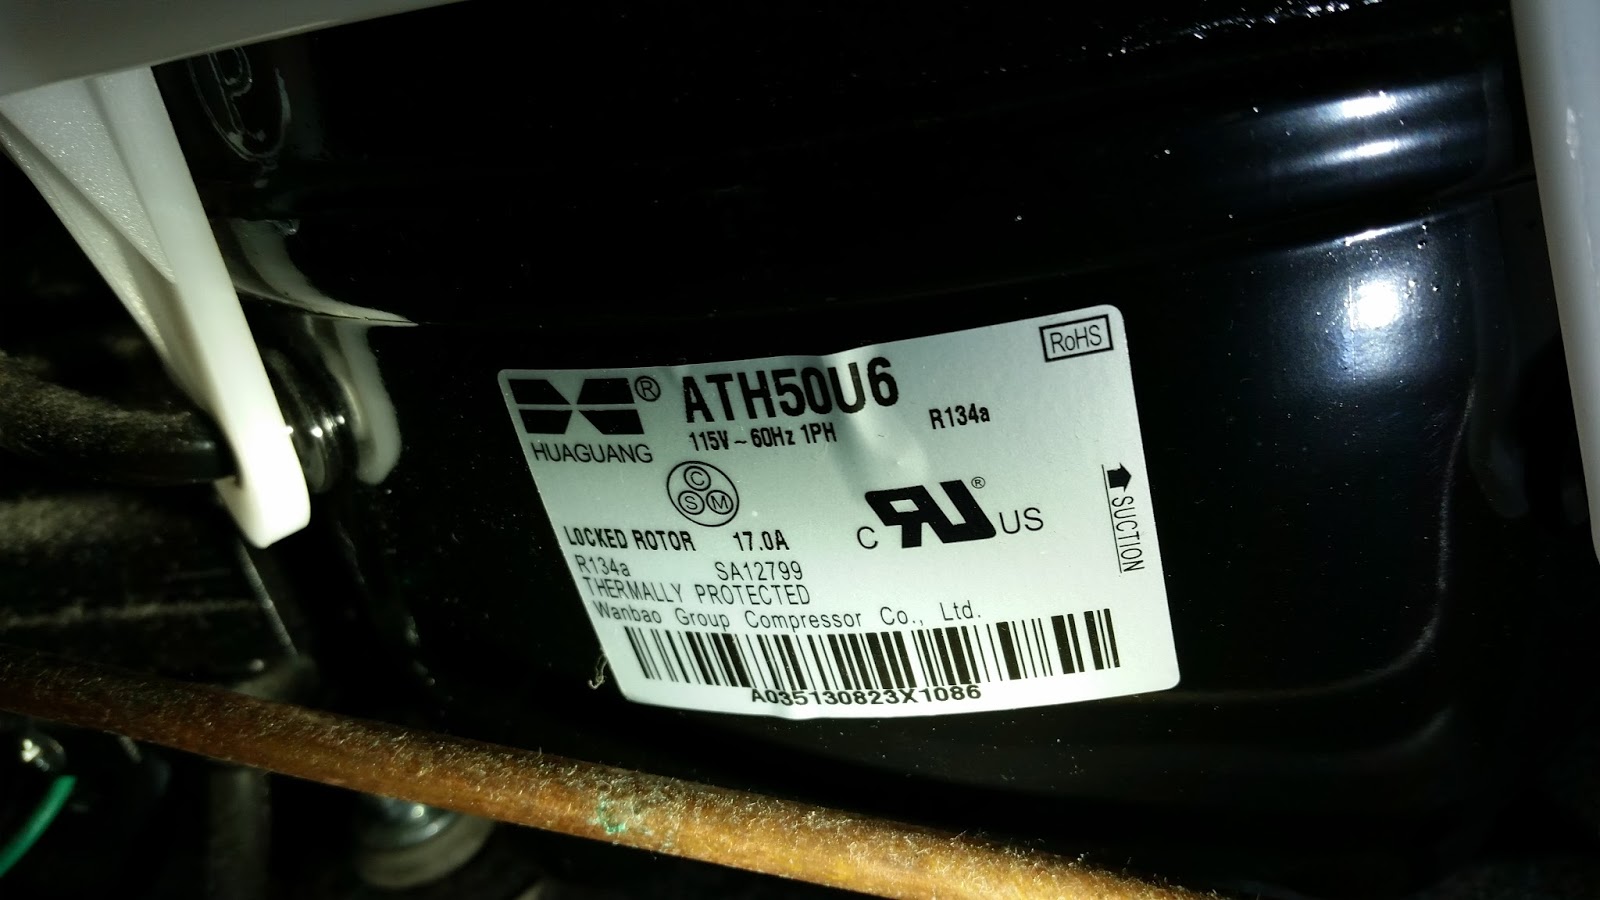 RoHS
® ATH50U6
HUAGUANG
115V ~ 60Hz 1PH
R134a
C
S M
C RU ® US
SUCTION
LOCKED ROTOR 17.0A
R134a SA12799
THERMALLY PROTECTED
Wanbao Group Compressor Co., Ltd.
A035130823X1086